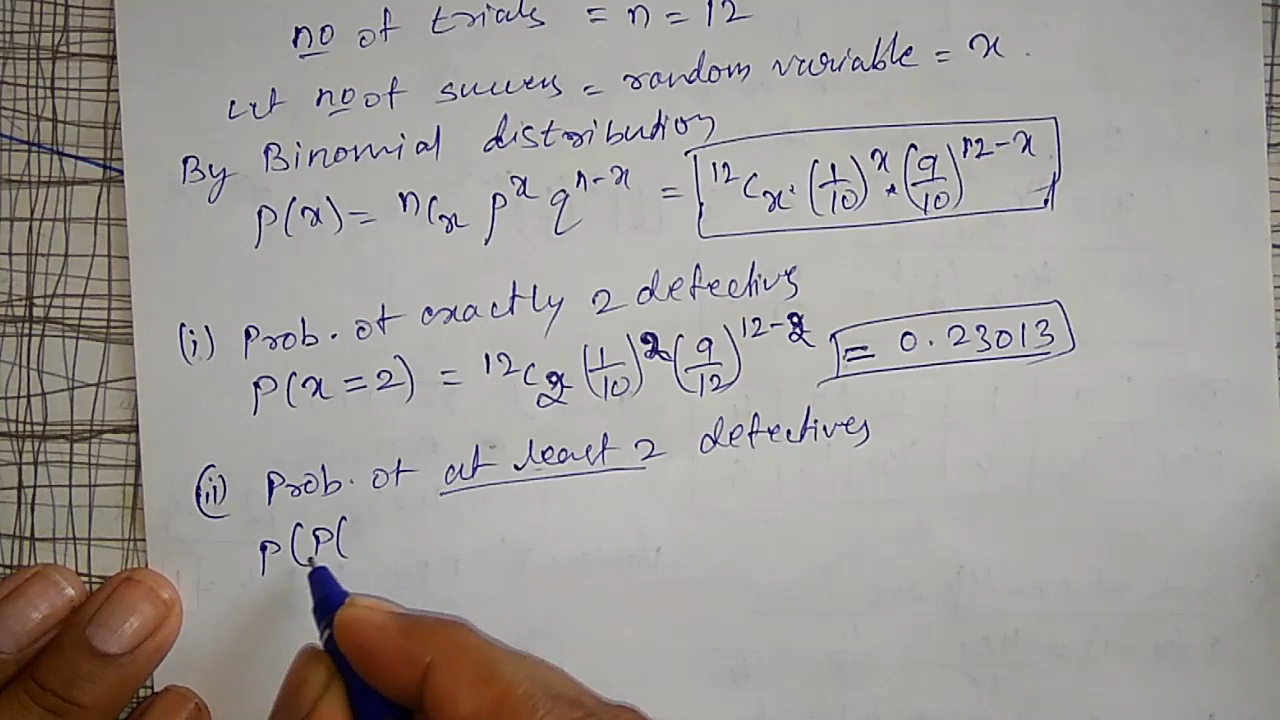 no of trials = n = 12
Let no of success = random variable = x.
By Binomial distribution
P(x) = ⁿCₓ pˣ qⁿ⁻ˣ = ¹²Cₓ · (1/10)ˣ · (9/10)¹²⁻ˣ
(i) Prob. of exactly 2 defectives
P(x=2) = ¹²C₂ (1/10)² (9/12)¹²⁻² = 0.23013
(ii) Prob. of at least 2 defectives
P(P(